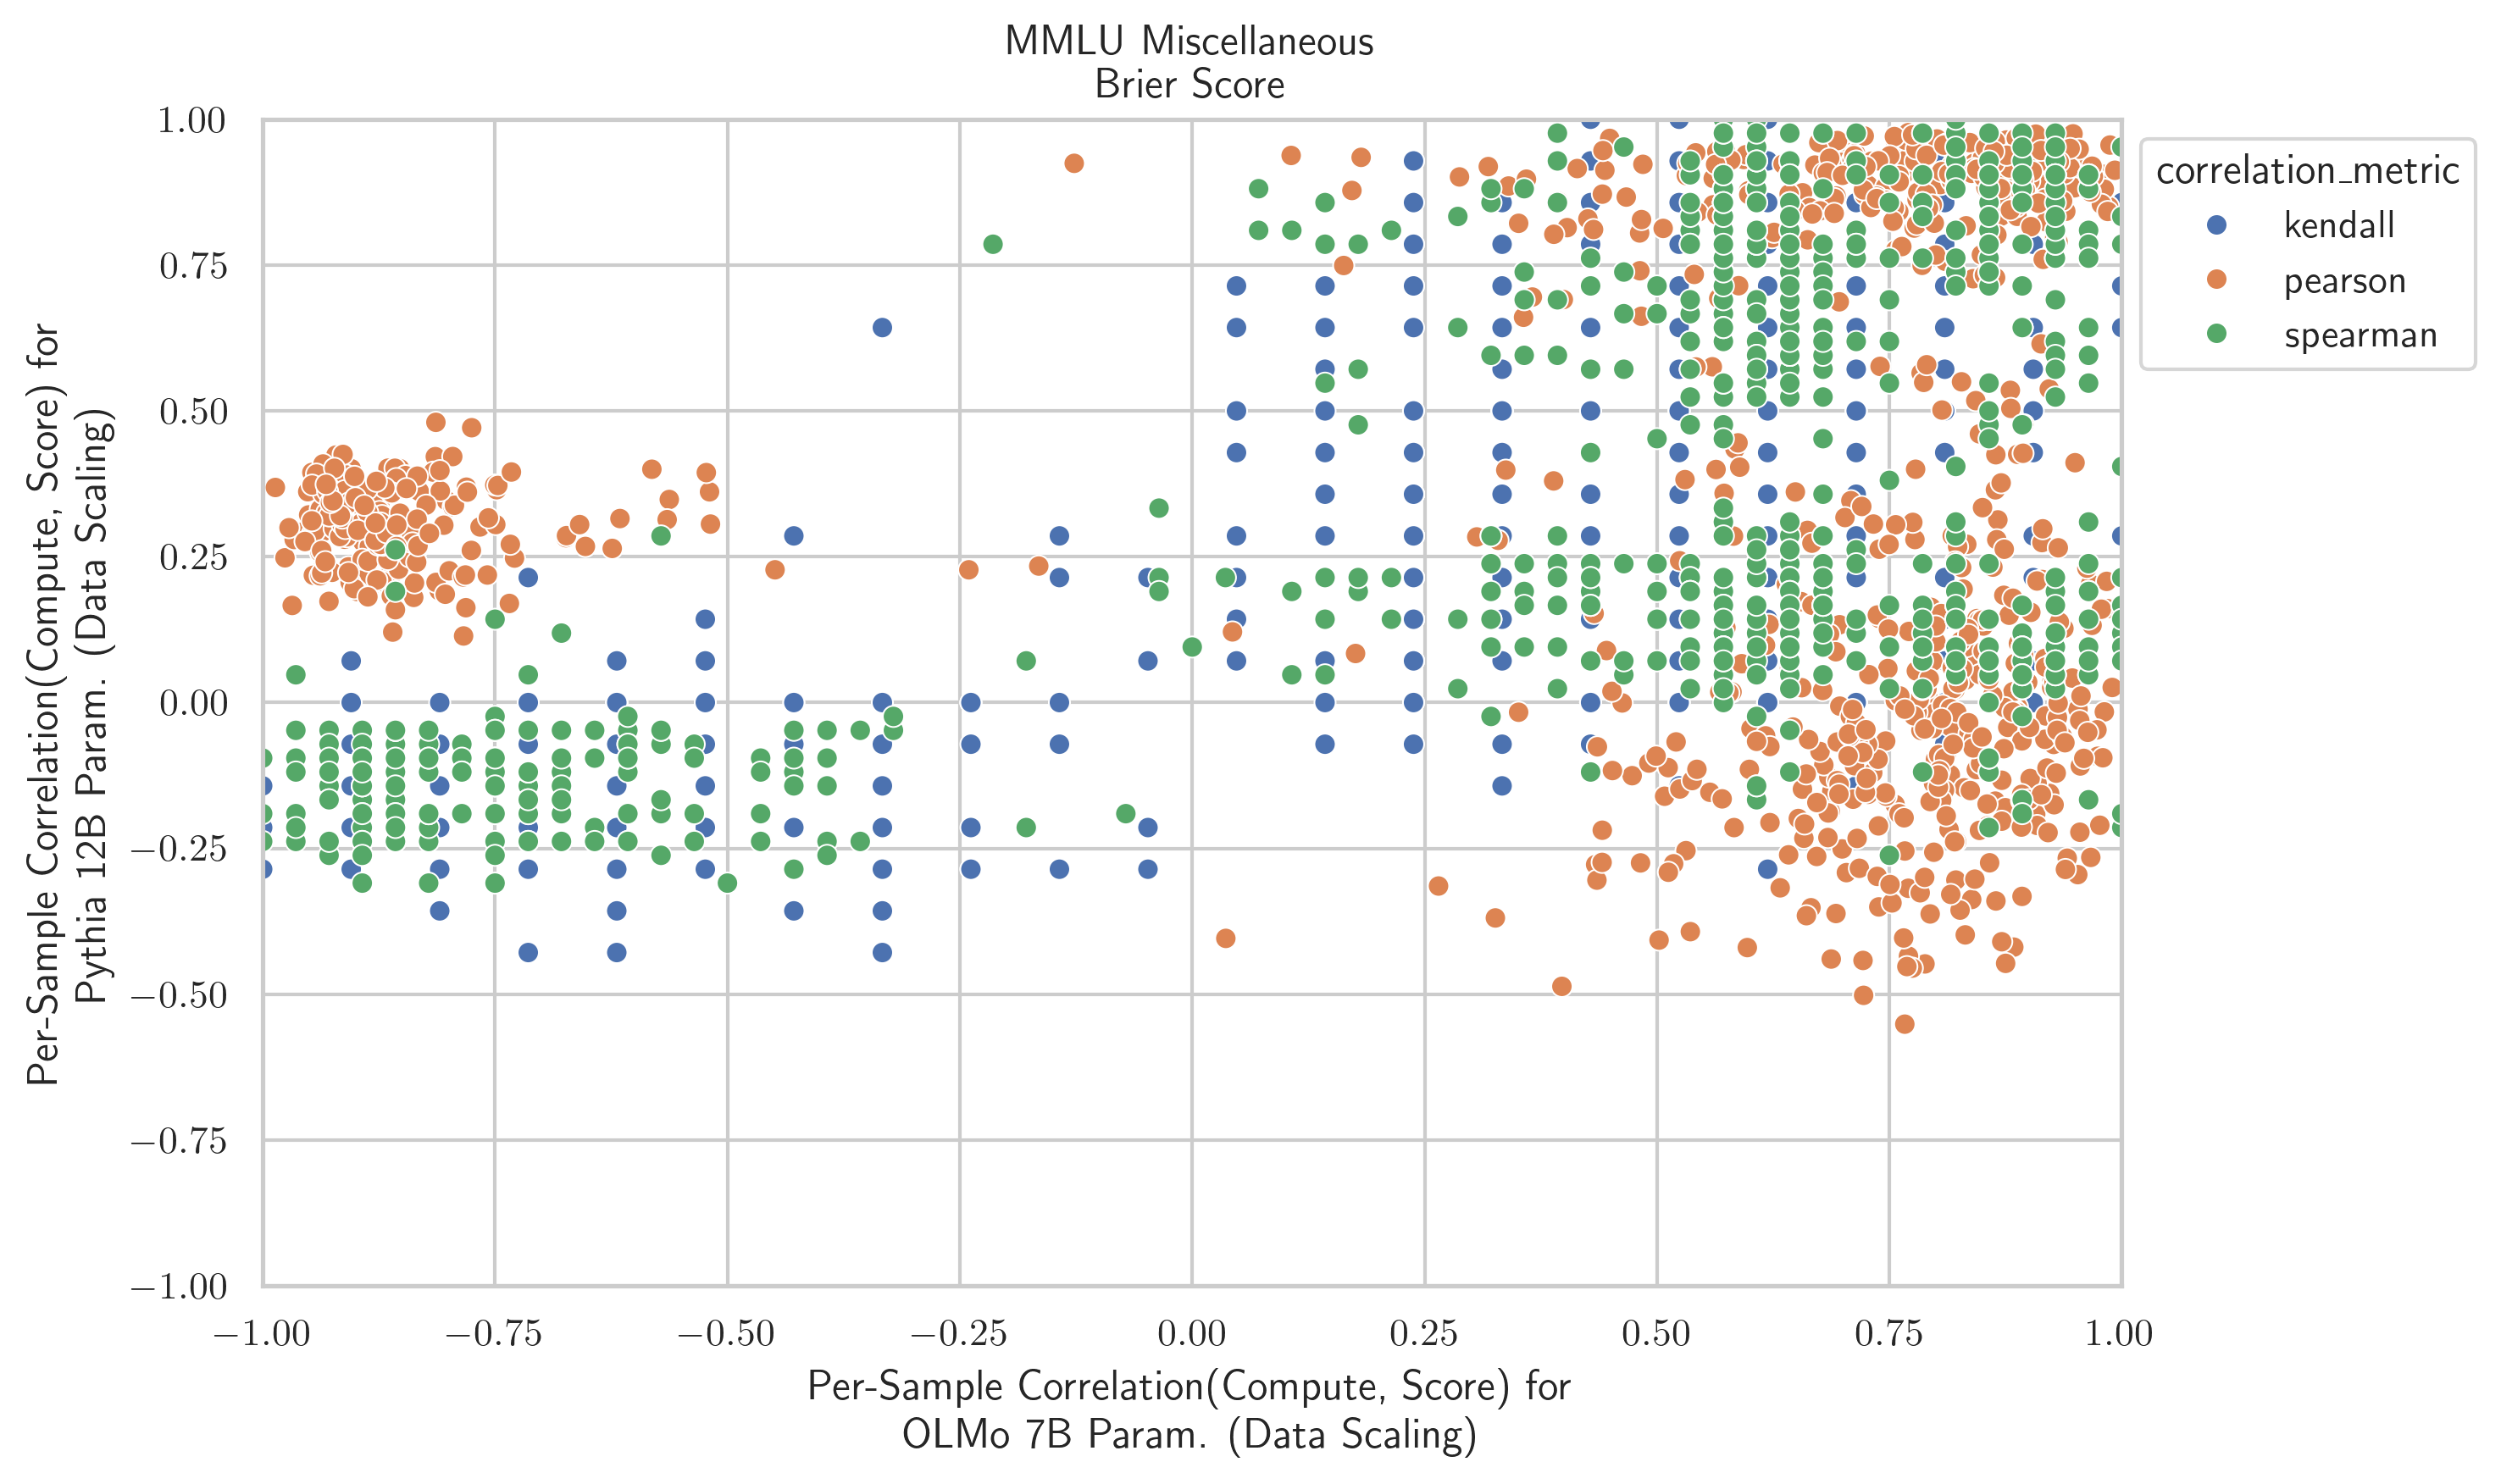 MMLU Miscellaneous
Brier Score
Per-Sample Correlation(Compute, Score) for
Pythia 12B Param. (Data Scaling)
1.00
0.75
0.50
0.25
0.00
−0.25
−0.50
−0.75
−1.00
−1.00 −0.75 −0.50 −0.25 0.00 0.25 0.50 0.75 1.00
Per-Sample Correlation(Compute, Score) for
OLMo 7B Param. (Data Scaling)
correlation_metric
kendall
pearson
spearman